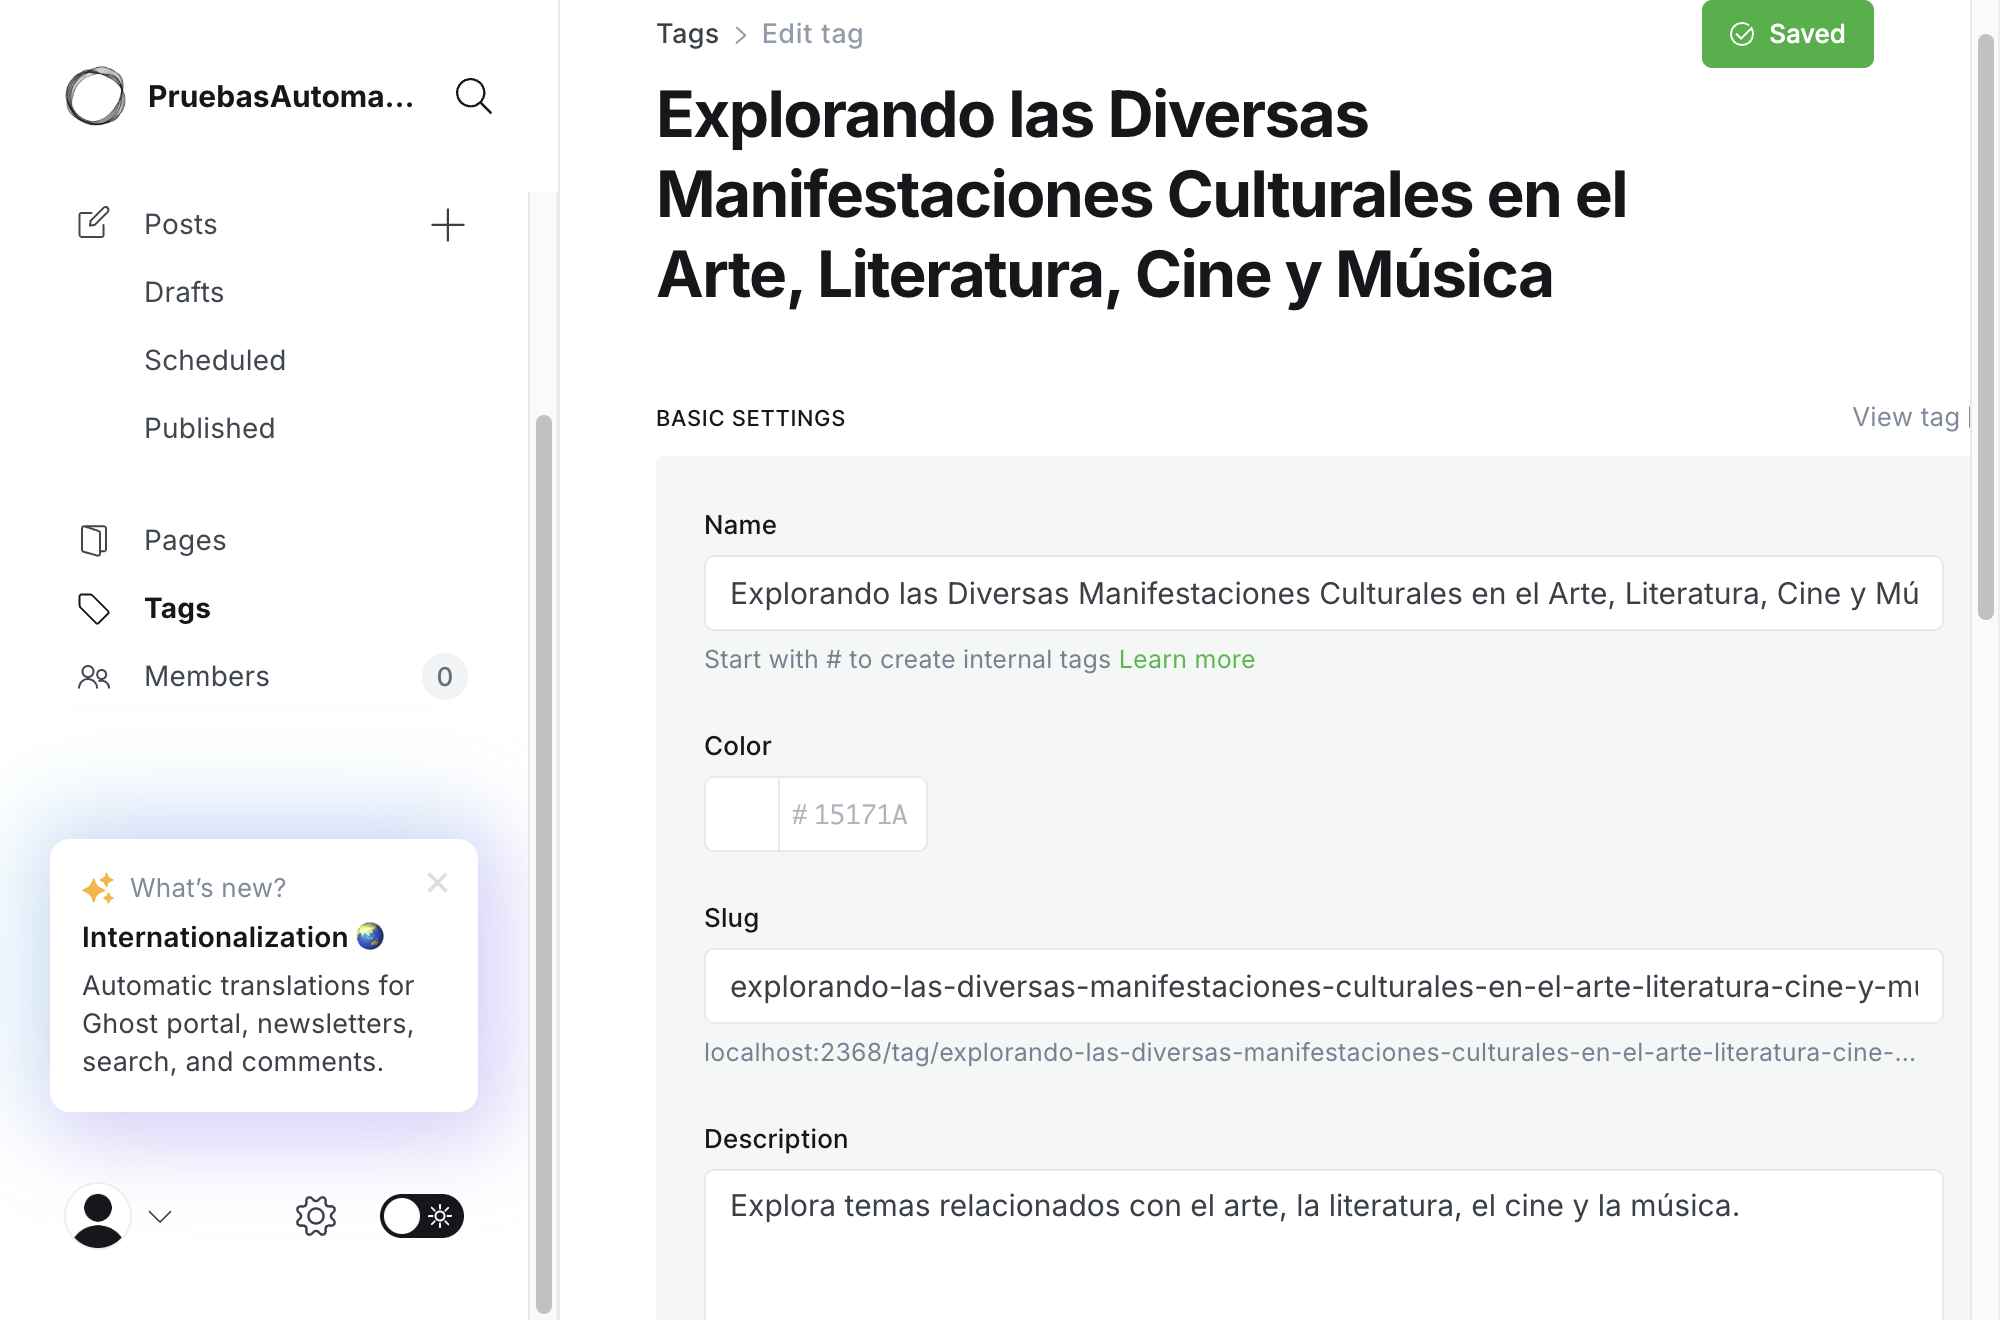 PruebasAutoma...
Posts
Drafts
Scheduled
Published
Pages
Tags
Members
0
What's new?
Internationalization
Automatic translations for
Ghost portal, newsletters,
search, and comments.
Tags > Edit tag
Saved
Explorando las Diversas
Manifestaciones Culturales en el
Arte, Literatura, Cine y Música
BASIC SETTINGS
View tag
Name
Explorando las Diversas Manifestaciones Culturales en el Arte, Literatura, Cine y Mú
Start with # to create internal tags Learn more
Color
# 15171A
Slug
explorando-las-diversas-manifestaciones-culturales-en-el-arte-literatura-cine-y-mu
localhost:2368/tag/explorando-las-diversas-manifestaciones-culturales-en-el-arte-literatura-cine-...
Description
Explora temas relacionados con el arte, la literatura, el cine y la música.